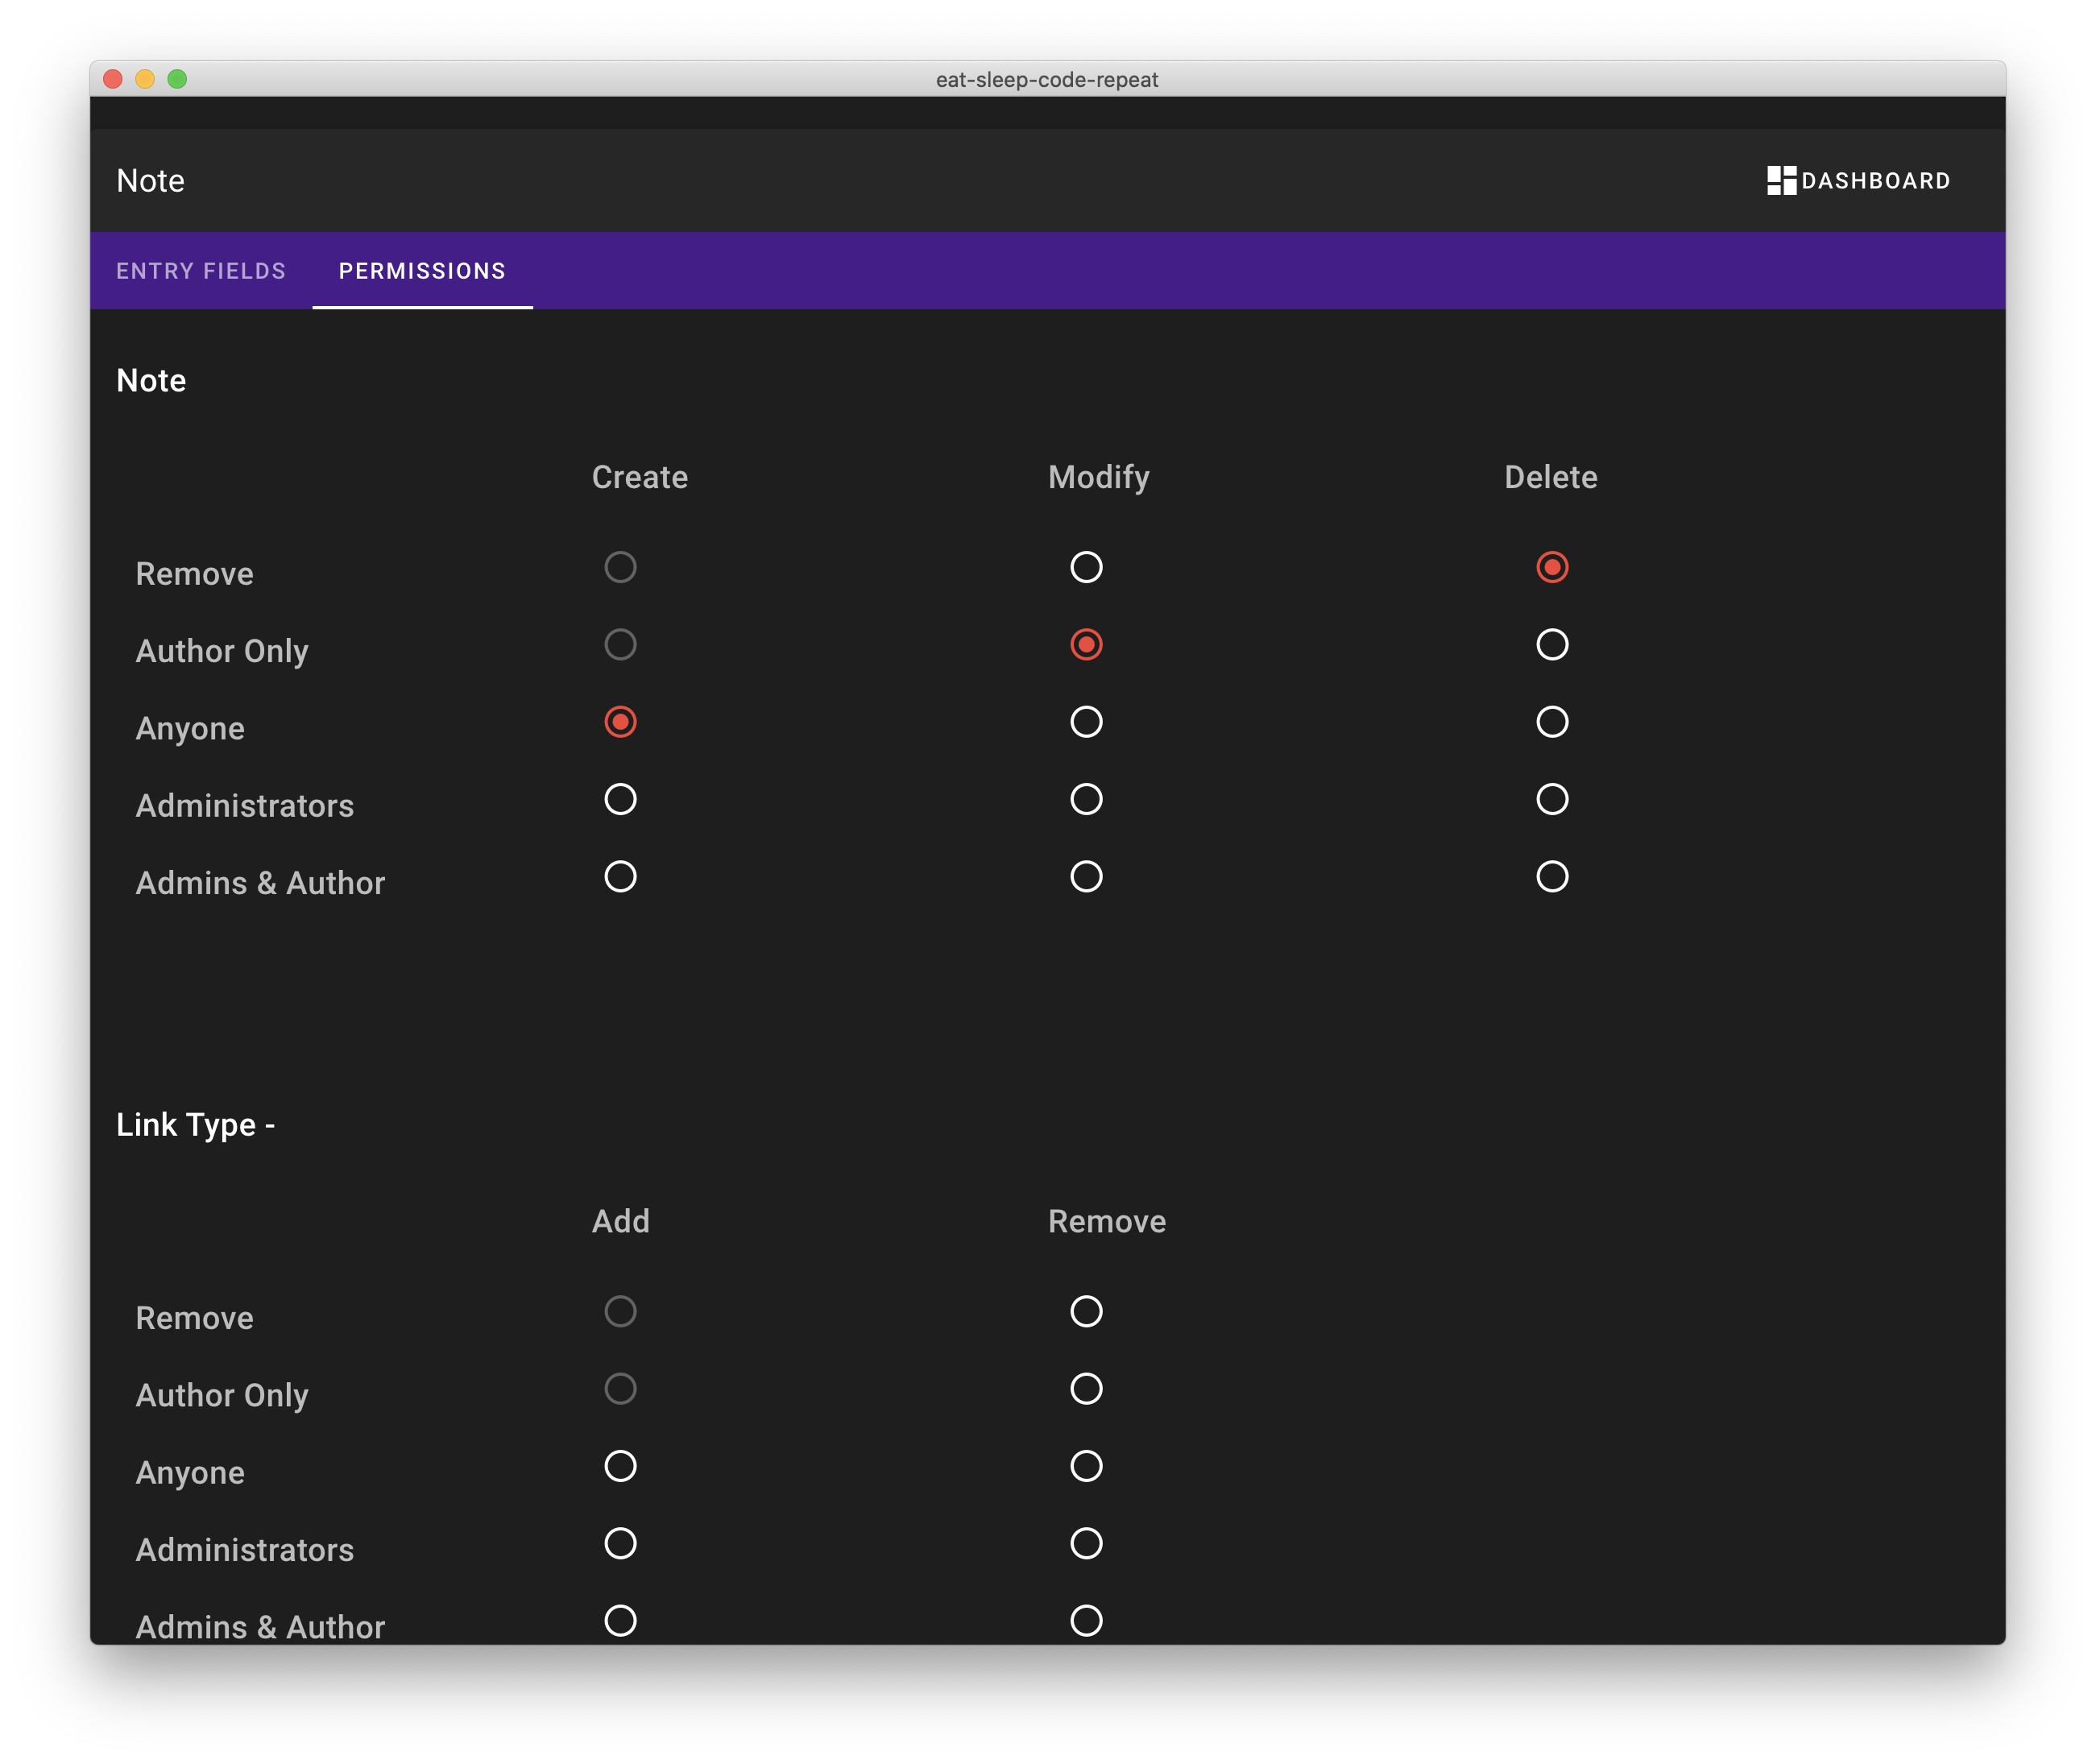 eat-sleep-code-repeat
Note
DASHBOARD
ENTRY FIELDS PERMISSIONS
Note
Create Modify Delete
Remove
Author Only
Anyone
Administrators
Admins & Author
Link Type -
Add Remove
Remove
Author Only
Anyone
Administrators
Admins & Author